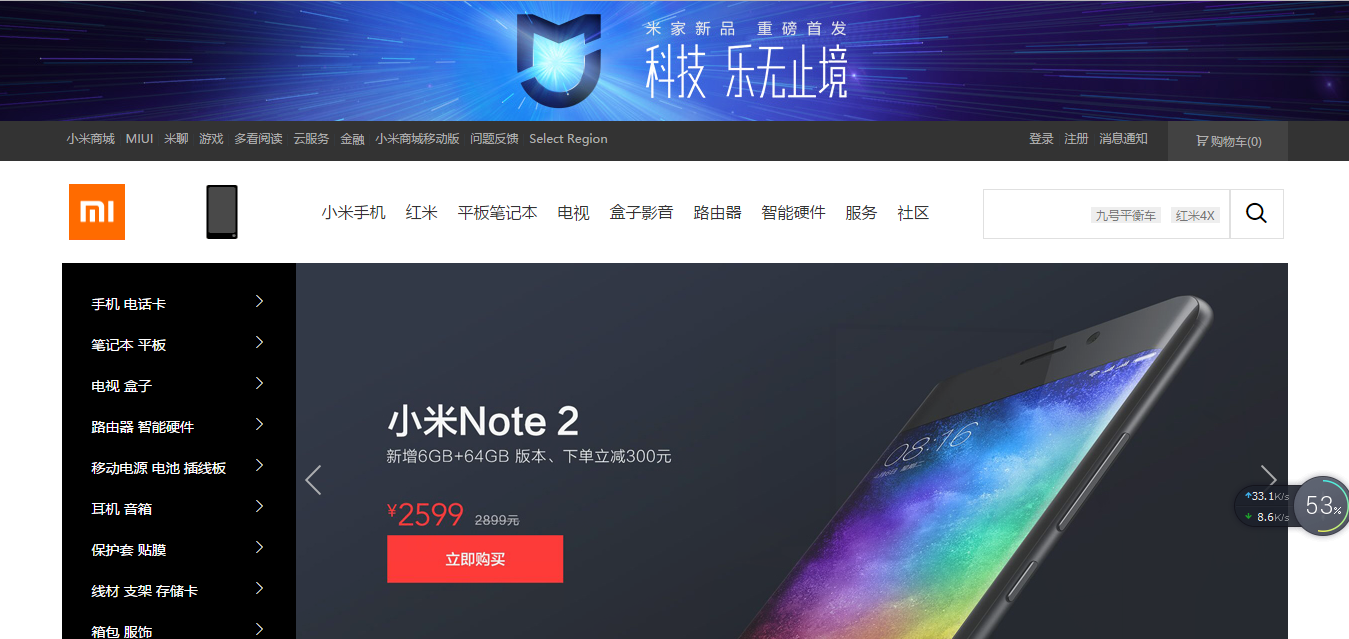 米家新品 重磅首发
科技 乐无止境
小米商城 MIUI 米聊 游戏 多看阅读 云服务 金融 小米商城移动版 问题反馈 Select Region
登录 注册 消息通知 购物车(0)
小米手机 红米 平板笔记本 电视 盒子影音 路由器 智能硬件 服务 社区
九号平衡车 红米4X
手机 电话卡
笔记本 平板
电视 盒子
路由器 智能硬件
移动电源 电池 插线板
耳机 音箱
保护套 贴膜
线材 支架 存储卡
箱包 服饰
小米Note 2
新增6GB+64GB 版本、下单立减300元
¥2599 2899元
立即购买
08:16
33.1K/s
8.6K/s
53%